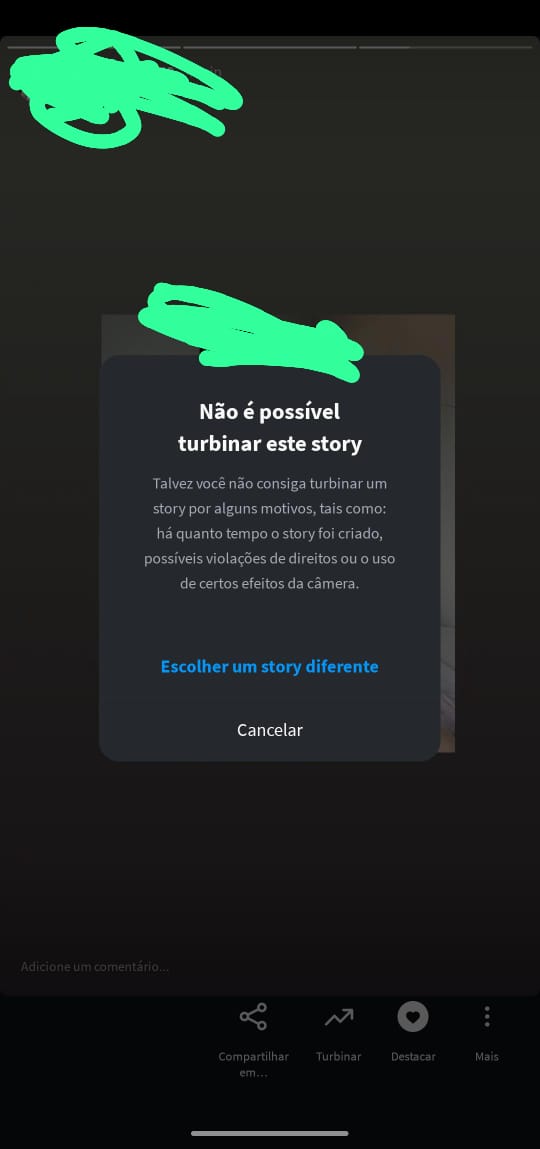 Não é possível
turbinar este story
Talvez você não consiga turbinar um
story por alguns motivos, tais como:
há quanto tempo o story foi criado,
possíveis violações de direitos ou o uso
de certos efeitos da câmera.
Escolher um story diferente
Cancelar
Adicione um comentário...
Compartilhar
em...
Turbinar
Destacar
Mais